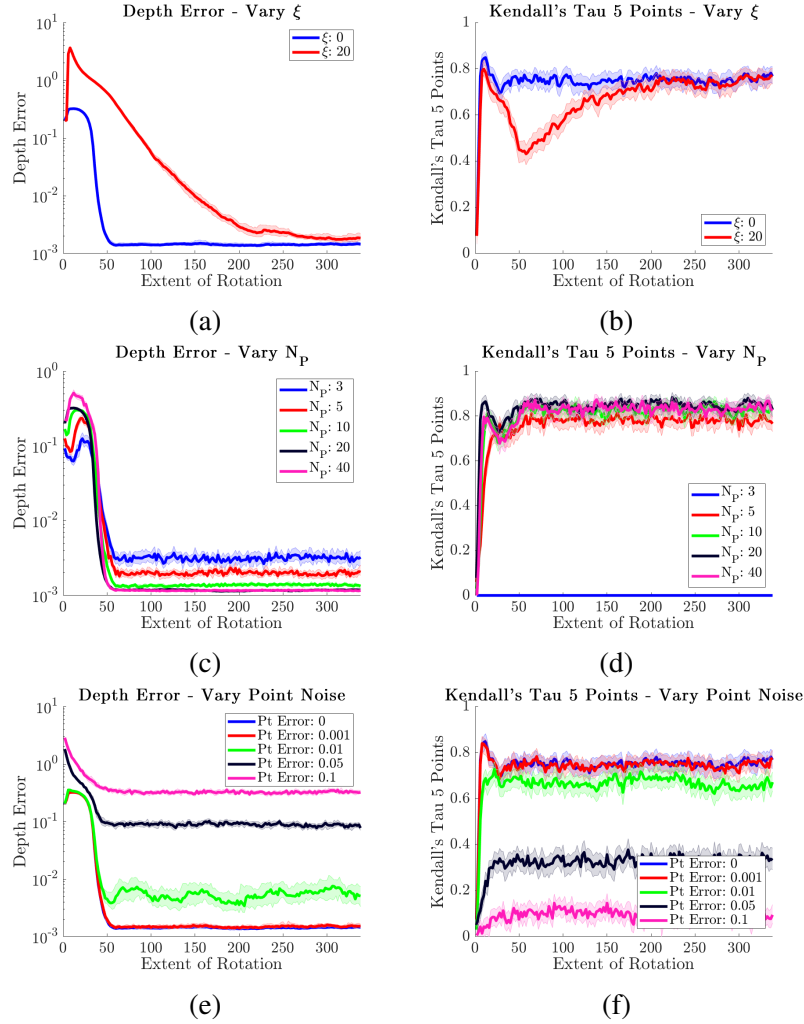 Depth Error - Vary ξ
Depth Error
10^1
10^0
10^-1
10^-2
10^-3
ξ: 0
ξ: 20
0 50 100 150 200 250 300
Extent of Rotation
(a)
Kendall's Tau 5 Points - Vary ξ
Kendall's Tau 5 Points
1
0.8
0.6
0.4
0.2
0
ξ: 0
ξ: 20
0 50 100 150 200 250 300
Extent of Rotation
(b)
Depth Error - Vary N_P
Depth Error
10^0
10^-1
10^-2
10^-3
N_P: 3
N_P: 5
N_P: 10
N_P: 20
N_P: 40
0 50 100 150 200 250 300
Extent of Rotation
(c)
Kendall's Tau 5 Points - Vary N_P
Kendall's Tau 5 Points
1
0.8
0.6
0.4
0.2
0
N_P: 3
N_P: 5
N_P: 10
N_P: 20
N_P: 40
0 50 100 150 200 250 300
Extent of Rotation
(d)
Depth Error - Vary Point Noise
Depth Error
10^1
10^0
10^-1
10^-2
10^-3
Pt Error: 0
Pt Error: 0.001
Pt Error: 0.01
Pt Error: 0.05
Pt Error: 0.1
0 50 100 150 200 250 300
Extent of Rotation
(e)
Kendall's Tau 5 Points - Vary Point Noise
Kendall's Tau 5 Points
1
0.8
0.6
0.4
0.2
0
Pt Error: 0
Pt Error: 0.001
Pt Error: 0.01
Pt Error: 0.05
Pt Error: 0.1
0 50 100 150 200 250 300
Extent of Rotation
(f)